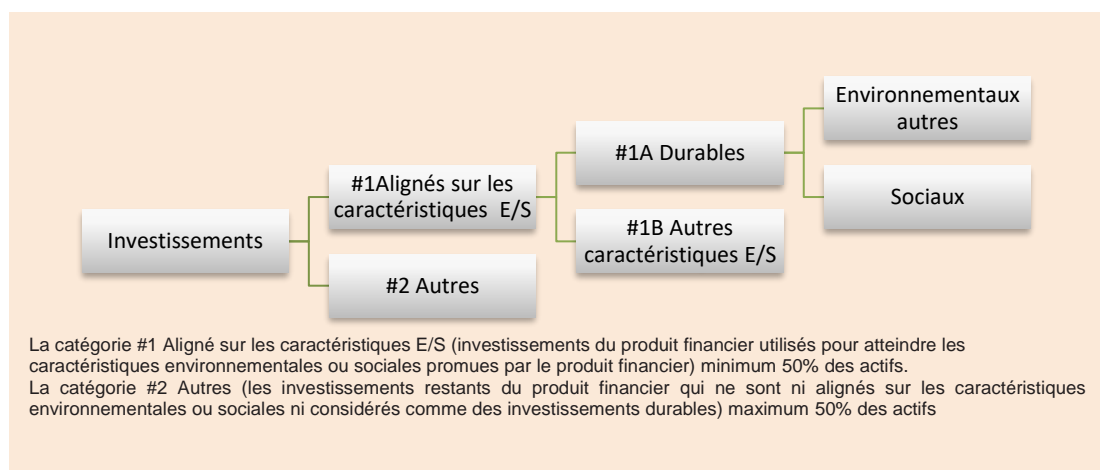 Environnementaux
autres
#1A Durables
#1Alignés sur les
caractéristiques E/S
Sociaux
#1B Autres
caractéristiques E/S
Investissements
#2 Autres
La catégorie #1 Aligné sur les caractéristiques E/S (investissements du produit financier utilisés pour atteindre les
caractéristiques environnementales ou sociales promues par le produit financier) minimum 50% des actifs.
La catégorie #2 Autres (les investissements restants du produit financier qui ne sont ni alignés sur les caractéristiques
environnementales ou sociales ni considérés comme des investissements durables) maximum 50% des actifs